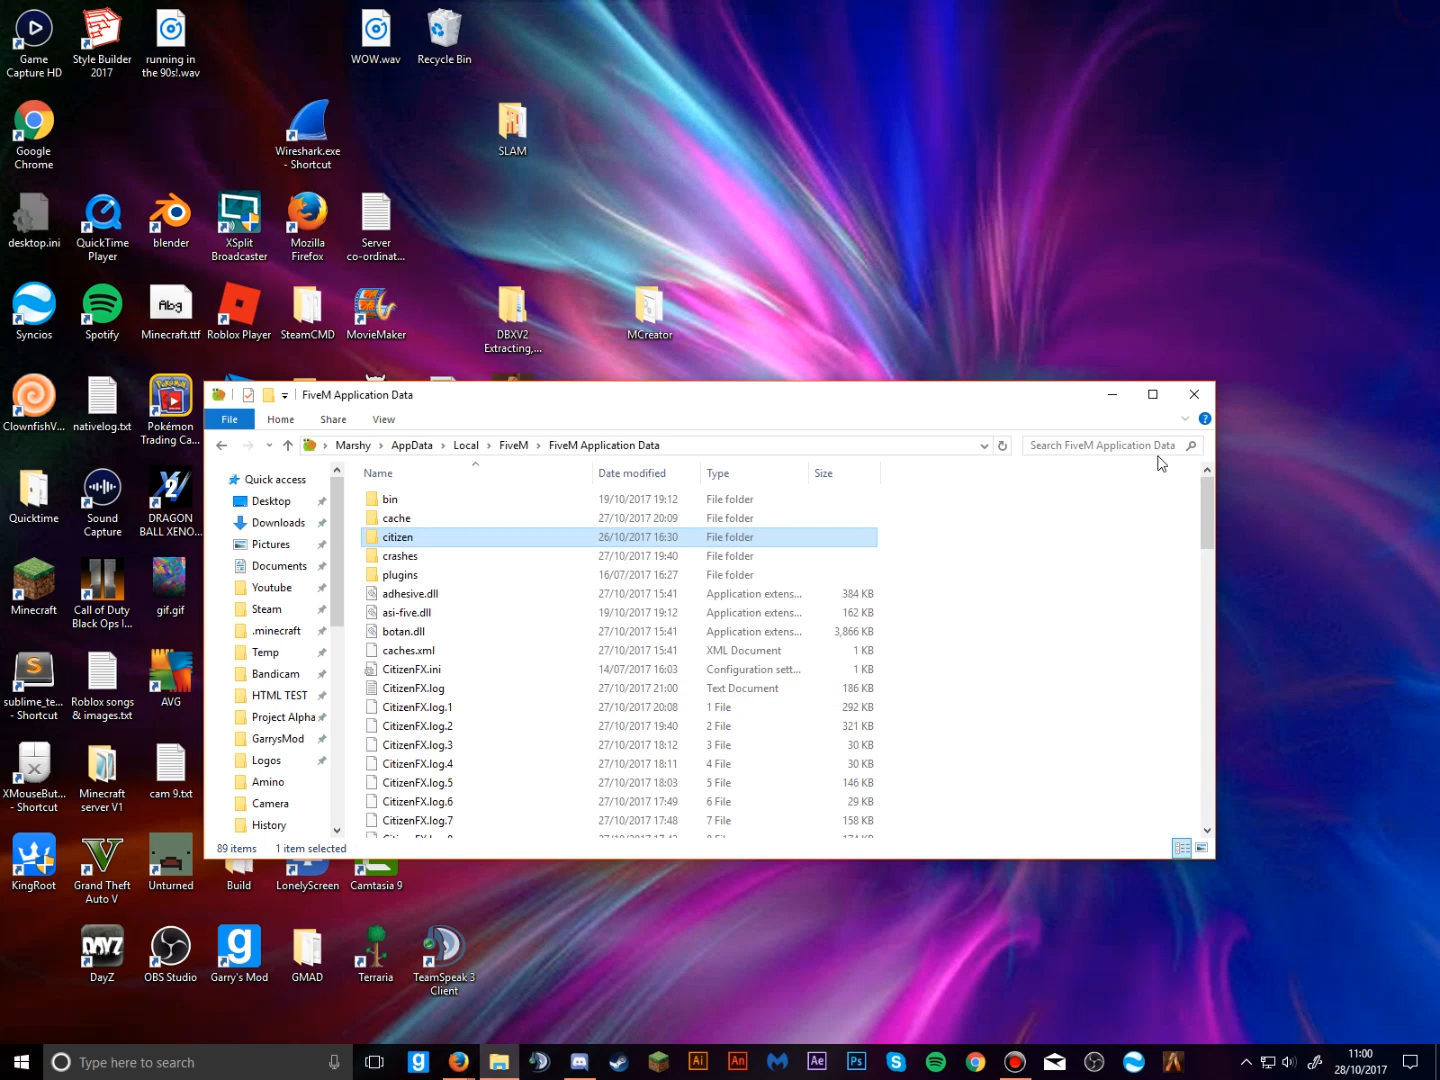 Game
Capture HD
Style Builder
2017
running in
the 90s!.wav
WOW.wav
Recycle Bin
Google
Chrome
Wireshark.exe
- Shortcut
SLAM
desktop.ini
QuickTime
Player
blender
XSplit
Broadcaster
Mozilla
Firefox
Server
co-ordinat...
Syncios
Spotify
Abg
Minecraft.ttf
Roblox Player
SteamCMD
MovieMaker
DBXV2
Extracting,...
MCreator
ClownfishV...
nativelog.txt
Pokémon
Trading Ca...
Quicktime
Sound
Capture
DRAGON
BALL XENO...
Minecraft
Call of Duty
Black Ops I...
gif.gif
sublime_te...
- Shortcut
Roblox songs
& images.txt
AVG
XMouseBut...
- Shortcut
Minecraft
server V1
cam 9.txt
KingRoot
Grand Theft
Auto V
Unturned
Build
LonelyScreen
Camtasia 9
DAYZ
DayZ
OBS Studio
Garry's Mod
GMAD
Terraria
TeamSpeak 3
Client
FiveM Application Data
File Home Share View
Marshy > AppData > Local > FiveM > FiveM Application Data
Search FiveM Application Data
Quick access
Desktop
Downloads
Pictures
Documents
Youtube
Steam
.minecraft
Temp
Bandicam
HTML TEST
Project Alpha
GarrysMod
Logos
Amino
Camera
History
Name Date modified Type Size
bin 19/10/2017 19:12 File folder
cache 27/10/2017 20:09 File folder
citizen 26/10/2017 16:30 File folder
crashes 27/10/2017 19:40 File folder
plugins 16/07/2017 16:27 File folder
adhesive.dll 27/10/2017 15:41 Application extens... 384 KB
asi-five.dll 19/10/2017 19:12 Application extens... 162 KB
botan.dll 27/10/2017 15:41 Application extens... 3,866 KB
caches.xml 27/10/2017 15:41 XML Document 1 KB
CitizenFX.ini 14/07/2017 16:03 Configuration sett... 1 KB
CitizenFX.log 27/10/2017 21:00 Text Document 186 KB
CitizenFX.log.1 27/10/2017 20:08 1 File 292 KB
CitizenFX.log.2 27/10/2017 19:40 2 File 321 KB
CitizenFX.log.3 27/10/2017 18:12 3 File 30 KB
CitizenFX.log.4 27/10/2017 18:11 4 File 30 KB
CitizenFX.log.5 27/10/2017 18:03 5 File 146 KB
CitizenFX.log.6 27/10/2017 17:49 6 File 29 KB
CitizenFX.log.7 27/10/2017 17:48 7 File 158 KB
89 items 1 item selected
Type here to search
Ai
An
Ae
Ps
11:00
28/10/2017